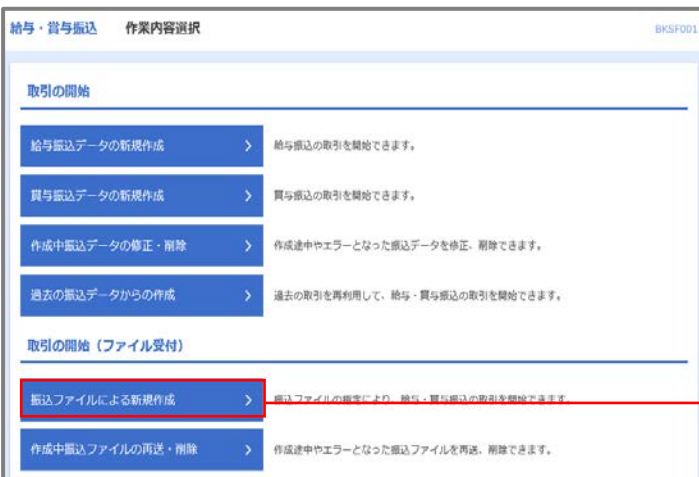 給与・賞与振込 作業内容選択 BKSF001
取引の開始
給与振込データの新規作成 > 給与振込の取引を開始できます。
賞与振込データの新規作成 > 賞与振込の取引を開始できます。
作成中振込データの修正・削除 > 作成途中やエラーとなった振込データを修正、削除できます。
過去の振込データからの作成 > 過去の取引を再利用して、給与・賞与振込の取引を開始できます。
取引の開始（ファイル受付）
振込ファイルによる新規作成 > 振込ファイルの指定により、給与・賞与振込の取引を開始できます。
作成中振込ファイルの再送・削除 > 作成途中やエラーとなった振込ファイルを再送、削除できます。